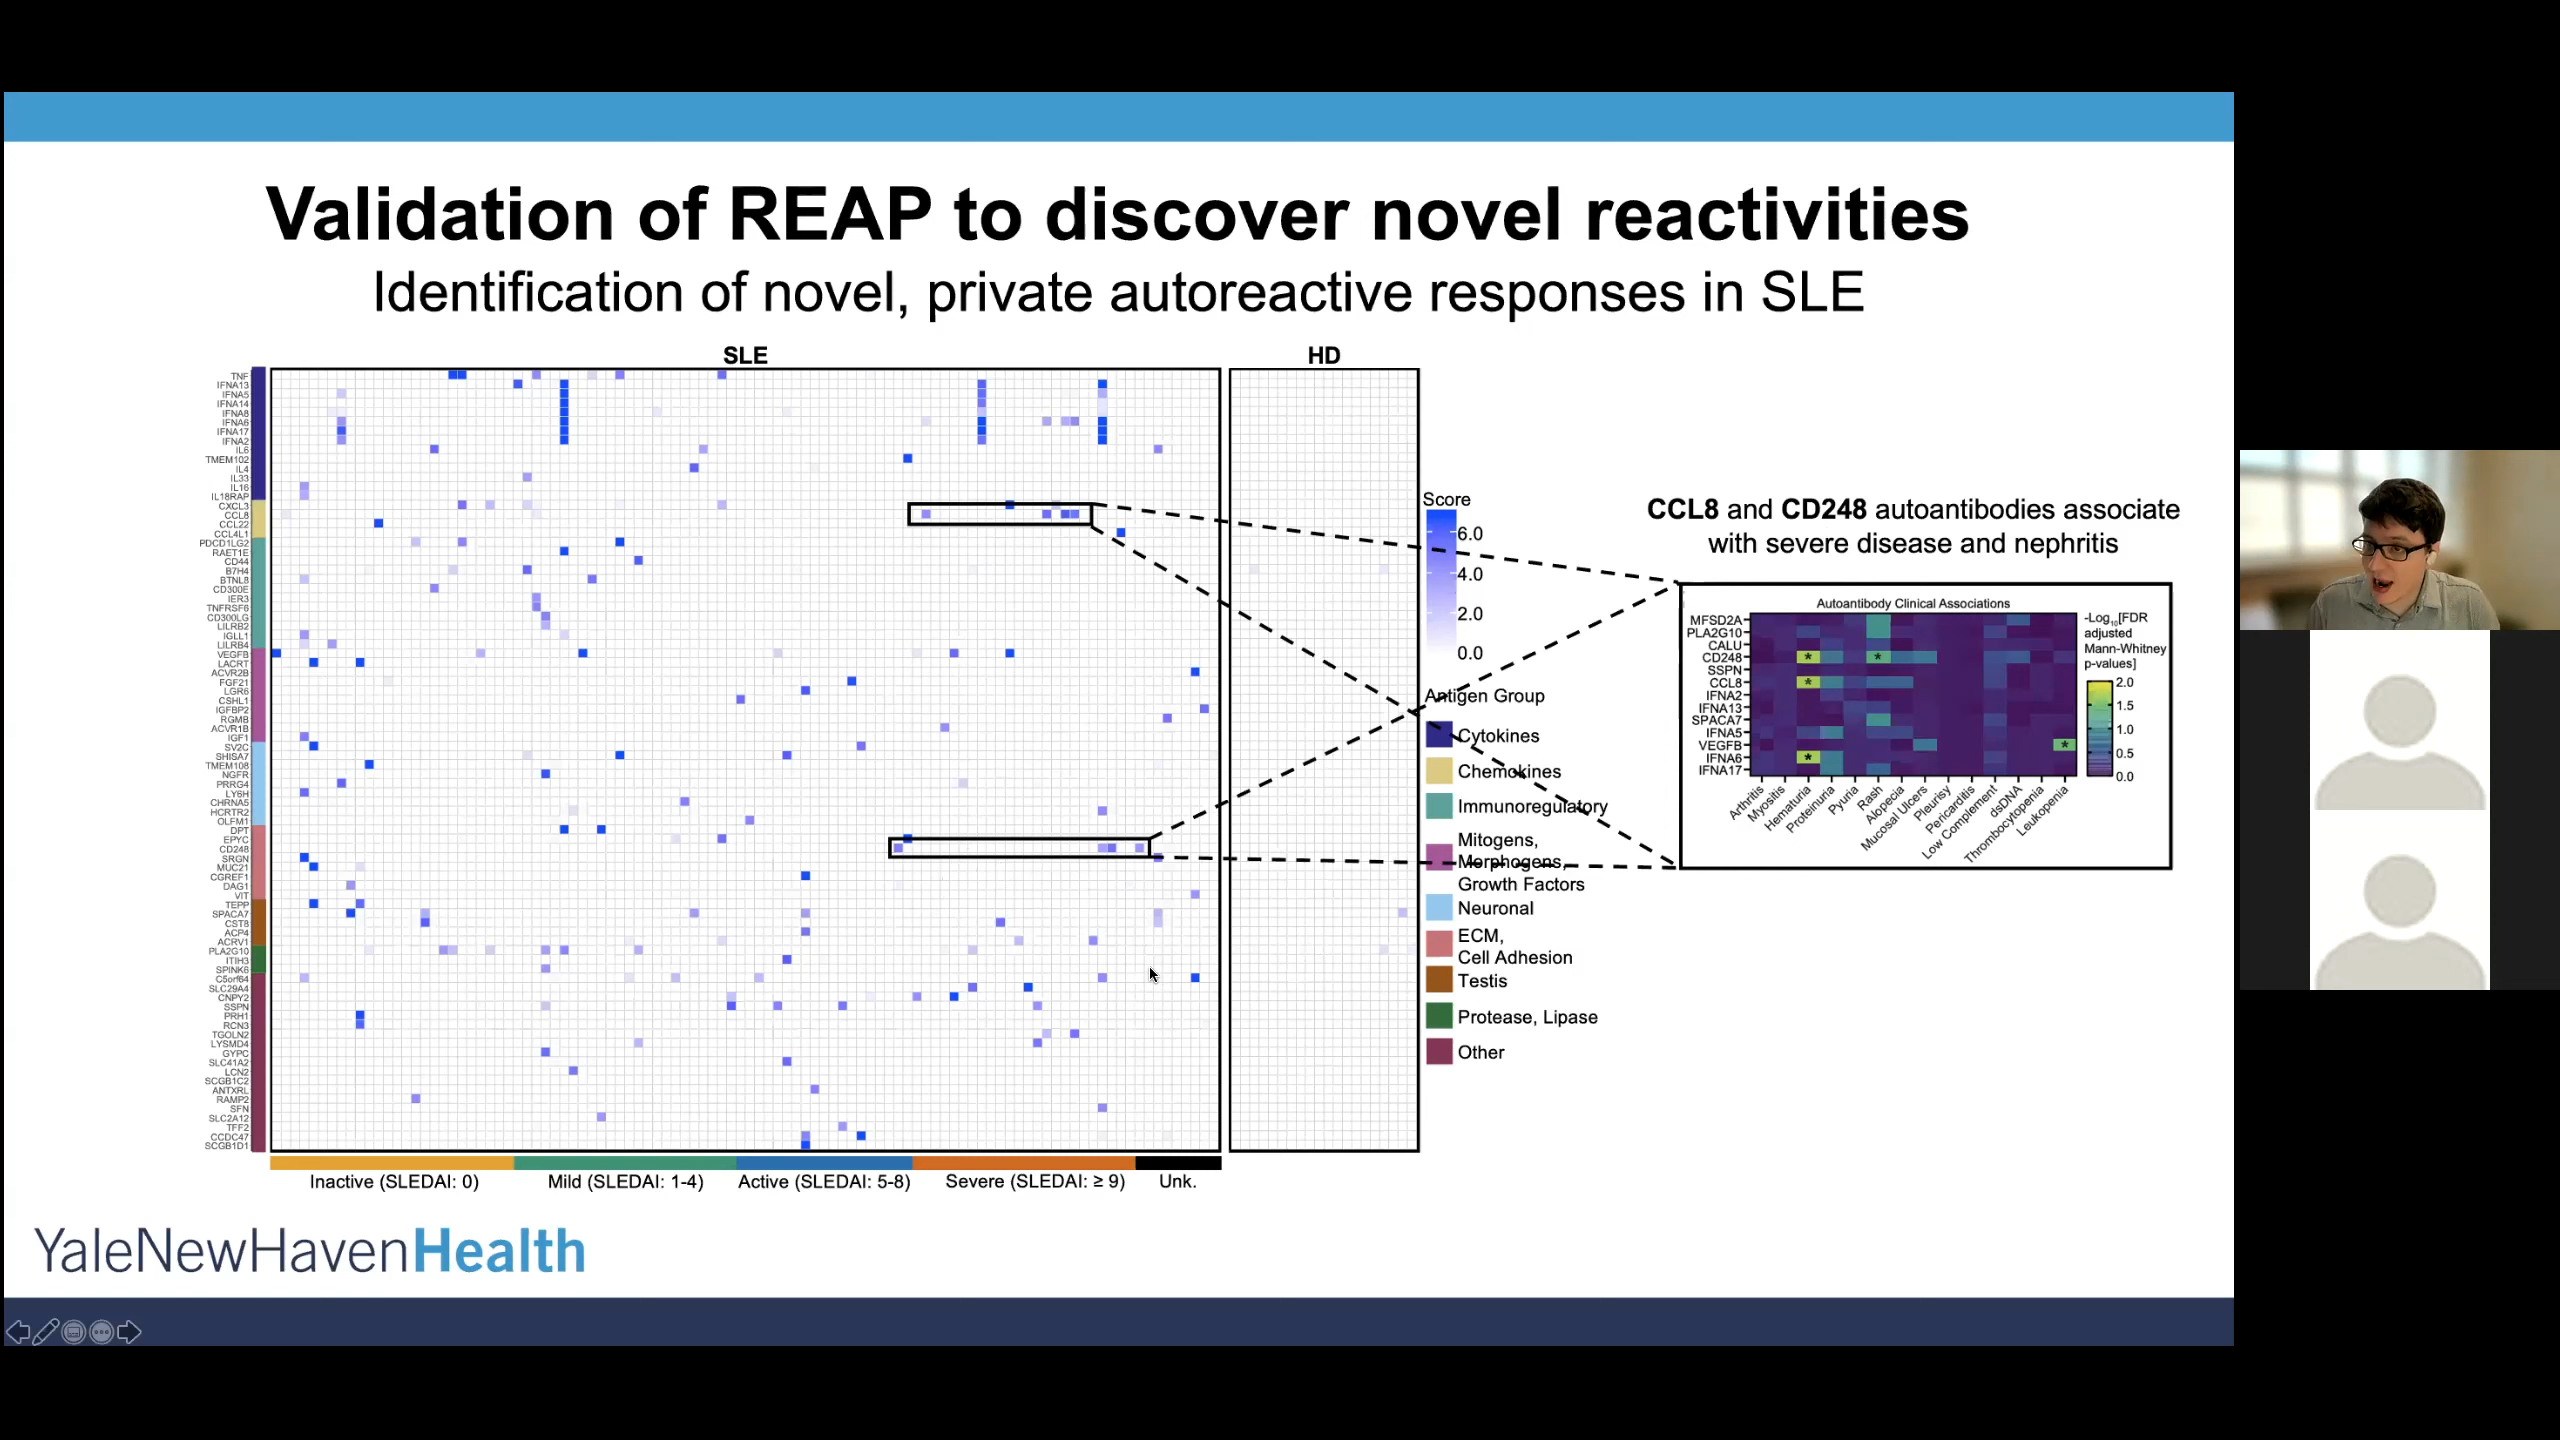 Validation of REAP to discover novel reactivities
Identification of novel, private autoreactive responses in SLE
SLE
HD
TNF
IFNA13
IFNA5
IFNA14
IFNA8
IFNA6
IFNA17
IFNA2
IL6
TMEM102
IL4
IL33
IL16
IL18RAP
CXCL3
CCL8
CCL22
CCL4L1
PDCD1LG2
RAET1E
CD44
B7H4
BTNL8
CD300E
IER3
TNFRSF6
CD300LG
LILRB2
IGLL1
LILRB4
VEGFB
LACRT
ACVR2B
FGF21
LGR6
CSHL1
IGFBP2
RGMB
ACVR1B
IGF1
SV2C
SHISA7
TMEM108
NGFR
PRRG4
LY6H
CHRNA5
HCRTR2
OLFM1
DPT
EPYC
CD248
SRGN
MUC21
CGREF1
DAG1
VIT
TEPP
SPACA7
CST8
ACP4
ACRV1
PLA2G10
ITIH3
SPINK6
C5orf64
SLC29A4
CNPY2
SSPN
PRH1
RCN3
TGOLN2
LYSMD4
GYPC
SLC41A2
LCN2
SCGB1C2
ANTXRL
RAMP2
SFN
SLC2A12
TFF2
CCDC47
SCGB1D1
Inactive (SLEDAI: 0)
Mild (SLEDAI: 1-4)
Active (SLEDAI: 5-8)
Severe (SLEDAI: ≥ 9)
Unk.
Score
6.0
4.0
2.0
0.0
Antigen Group
Cytokines
Chemokines
Immunoregulatory
Mitogens,
Morphogens,
Growth Factors
Neuronal
ECM,
Cell Adhesion
Testis
Protease, Lipase
Other
CCL8 and CD248 autoantibodies associate
with severe disease and nephritis
Autoantibody Clinical Associations
MFSD2A
PLA2G10
CALU
CD248
SSPN
CCL8
IFNA2
IFNA13
SPACA7
IFNA5
VEGFB
IFNA6
IFNA17
* *
*
*
*
Arthritis
Myositis
Hematuria
Proteinuria
Pyuria
Rash
Alopecia
Mucosal Ulcers
Pleurisy
Pericarditis
Low Complement
dsDNA
Thrombocytopenia
Leukopenia
-Log10[FDR
adjusted
Mann-Whitney
p-values]
2.0
1.5
1.0
0.5
0.0
YaleNewHavenHealth